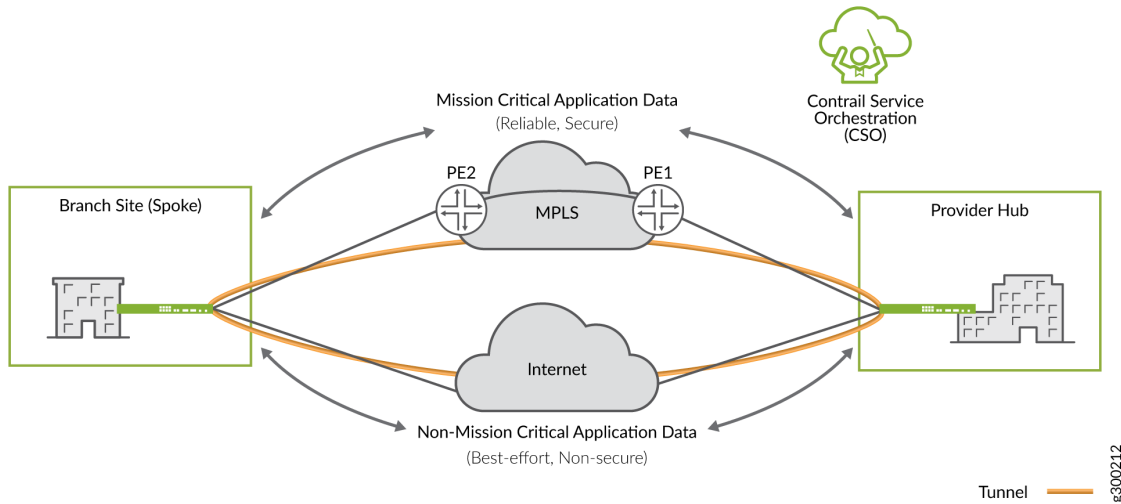 Contrail Service
Orchestration
(CSO)
Mission Critical Application Data
(Reliable, Secure)
PE2
PE1
MPLS
Branch Site (Spoke)
Provider Hub
Internet
Non-Mission Critical Application Data
(Best-effort, Non-secure)
Tunnel
g300212